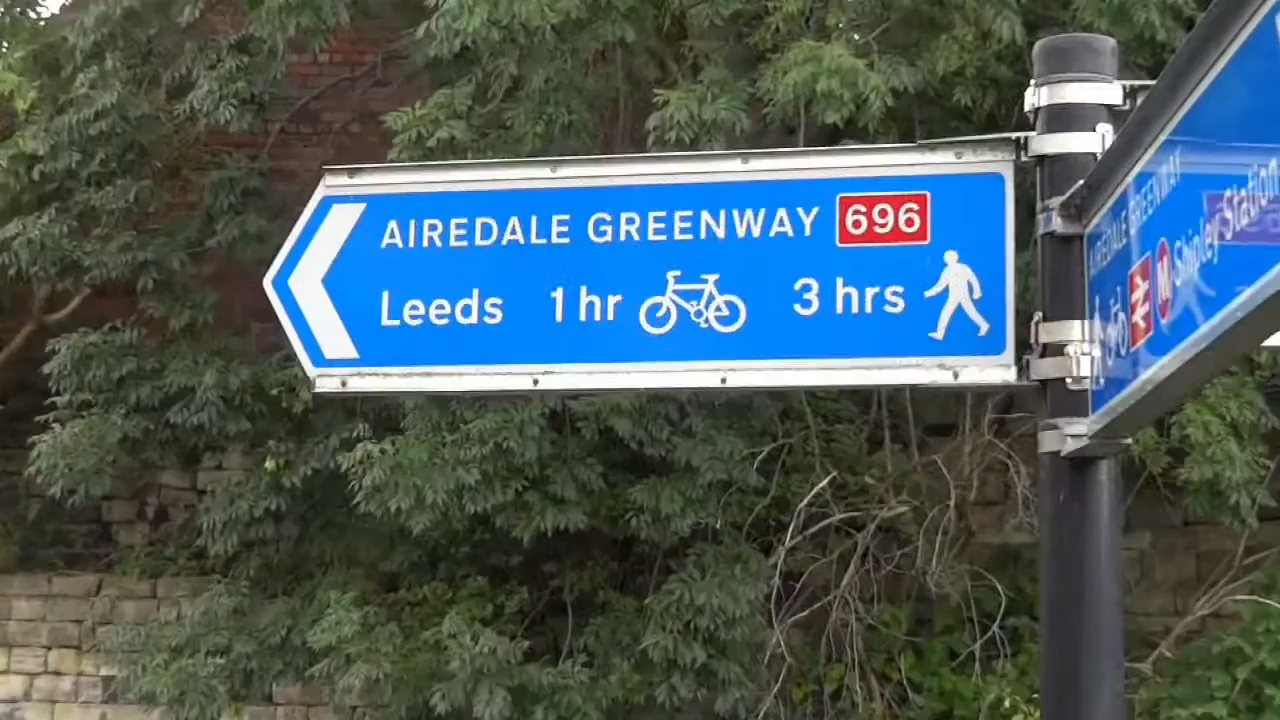 AIREDALE GREENWAY 696
Leeds 1 hr 3 hrs
AIREDALE GREENWAY
M Shipley Station